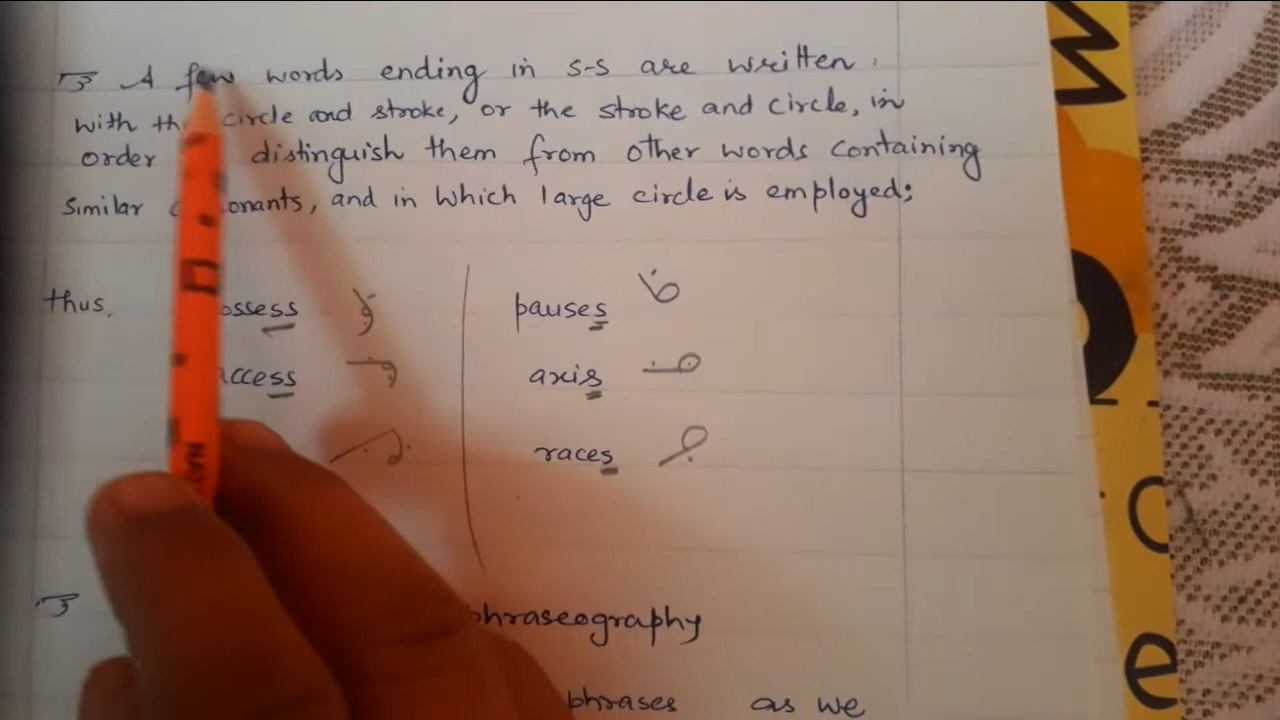 A few words ending in s-s are written
with th circle and stroke, or the stroke and circle, in
order distinguish them from other words containing
Similar onants, and in which large circle is employed;
thus, ossess pauses
ccess axis
races
phraseography
phrases as we